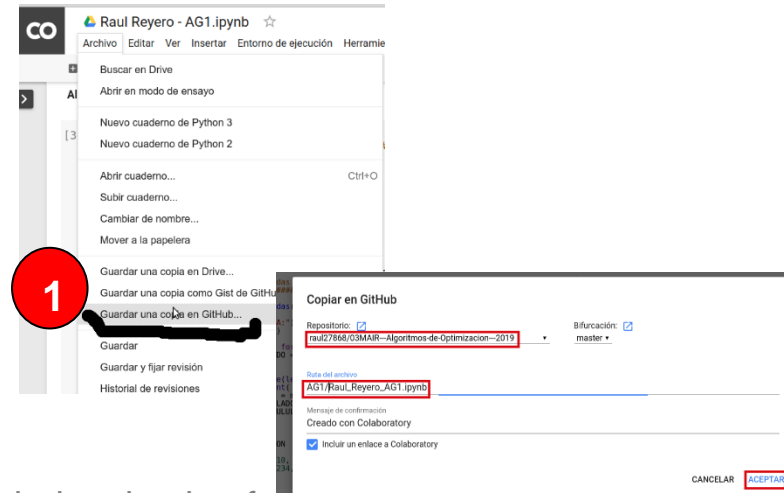 CO
Raul Reyero - AG1.ipynb
Archivo Editar Ver Insertar Entorno de ejecución Herramie
Buscar en Drive
Abrir en modo de ensayo
Nuevo cuaderno de Python 3
Nuevo cuaderno de Python 2
Abrir cuaderno... Ctrl+O
Subir cuaderno...
Cambiar de nombre...
Mover a la papelera
Guardar una copia en Drive...
Guardar una copia como Gist de GitHu
1
Guardar una copia en GitHub...
Guardar
Guardar y fijar revisión
Historial de revisiones
Copiar en GitHub
Repositorio: Bifurcación:
raul27868/03MAIR---Algoritmos-de-Optimizacion---2019 master
Ruta del archivo
AG1/Raul_Reyero_AG1.ipynb
Mensaje de confirmación
Creado con Colaboratory
Incluir un enlace a Colaboratory
CANCELAR ACEPTAR